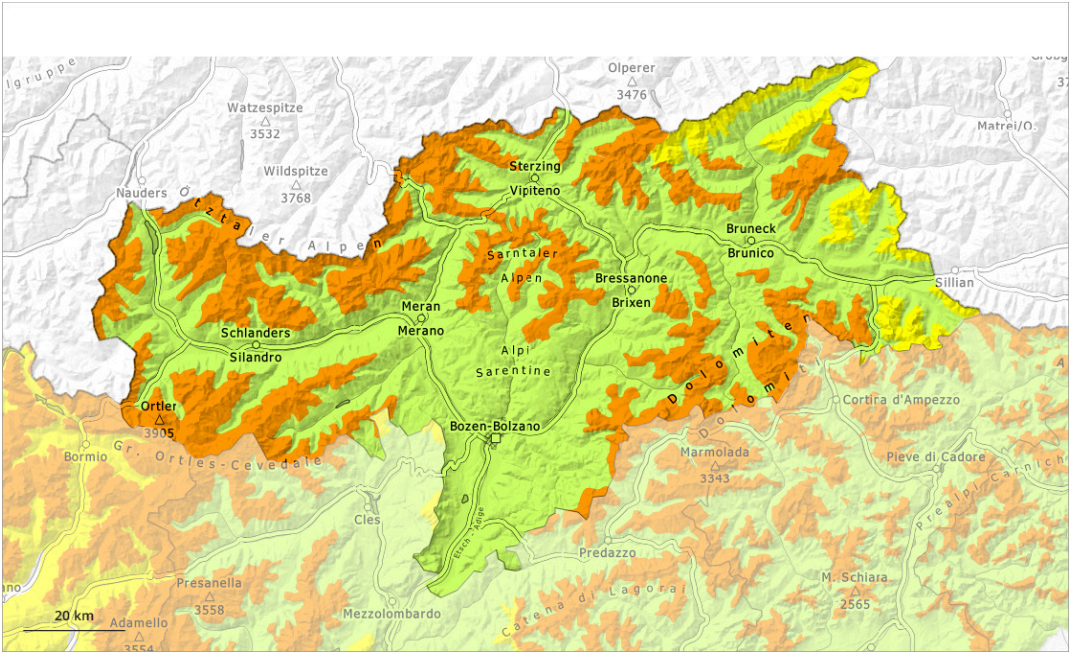 lgruppe
Olperer
3476
Watzespitze
3532
Matrei/O.
Wildspitze
3768
Nauders
Sterzing
Vipiteno
Ötztaler Alpen
Bruneck
Brunico
Sarntaler
Alpen
Bressanone
Brixen
Sillian
Meran
Merano
Schlanders
Silandro
Alpi
Sarentine
Dolomiten
Dolomiti
Ortler
3905
Cortina d'Ampezzo
Bozen-Bolzano
Bormio
Gr. Ortles-Cevedale
Marmolada
3343
Pieve di Cadore
Prealpi Carnich
Cles
Etsch - Adige
Predazzo
Presanella
3558
M. Schiara
2565
Catena di Lagorai
Mezzolombardo
ano
20 km
Adamello
3554